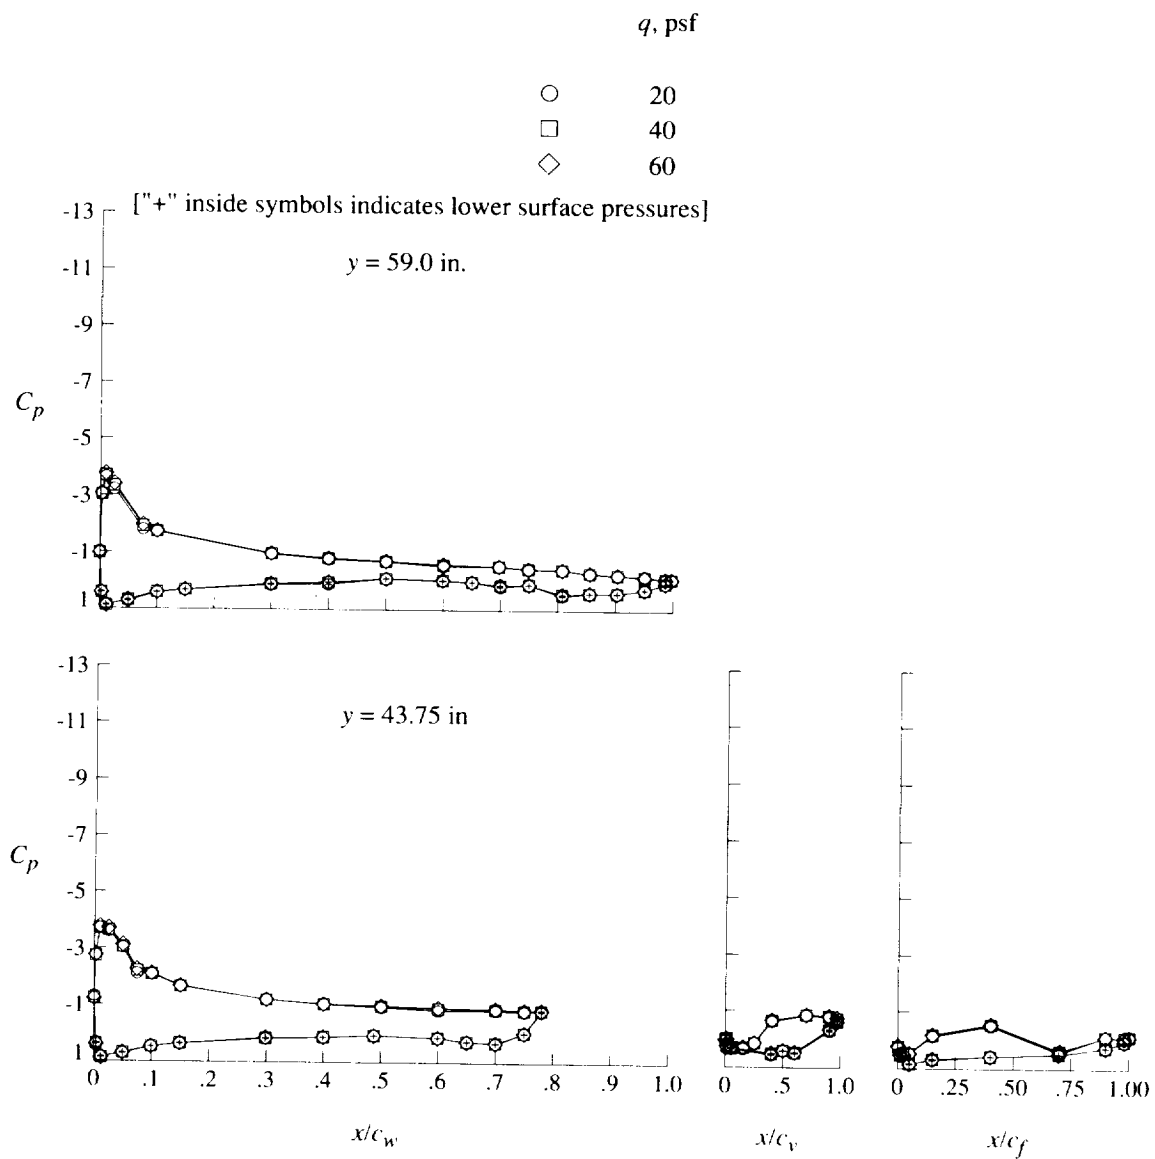 q, psf
20
40
60
["+" inside symbols indicates lower surface pressures]
y = 59.0 in.
-13
-11
-9
-7
-5
-3
-1
1
C_p
y = 43.75 in
-13
-11
-9
-7
-5
-3
-1
1
C_p
0 .1 .2 .3 .4 .5 .6 .7 .8 .9 1.0
x/c_w
0 .5 1.0
x/c_v
0 .25 .50 .75 1.00
x/c_f